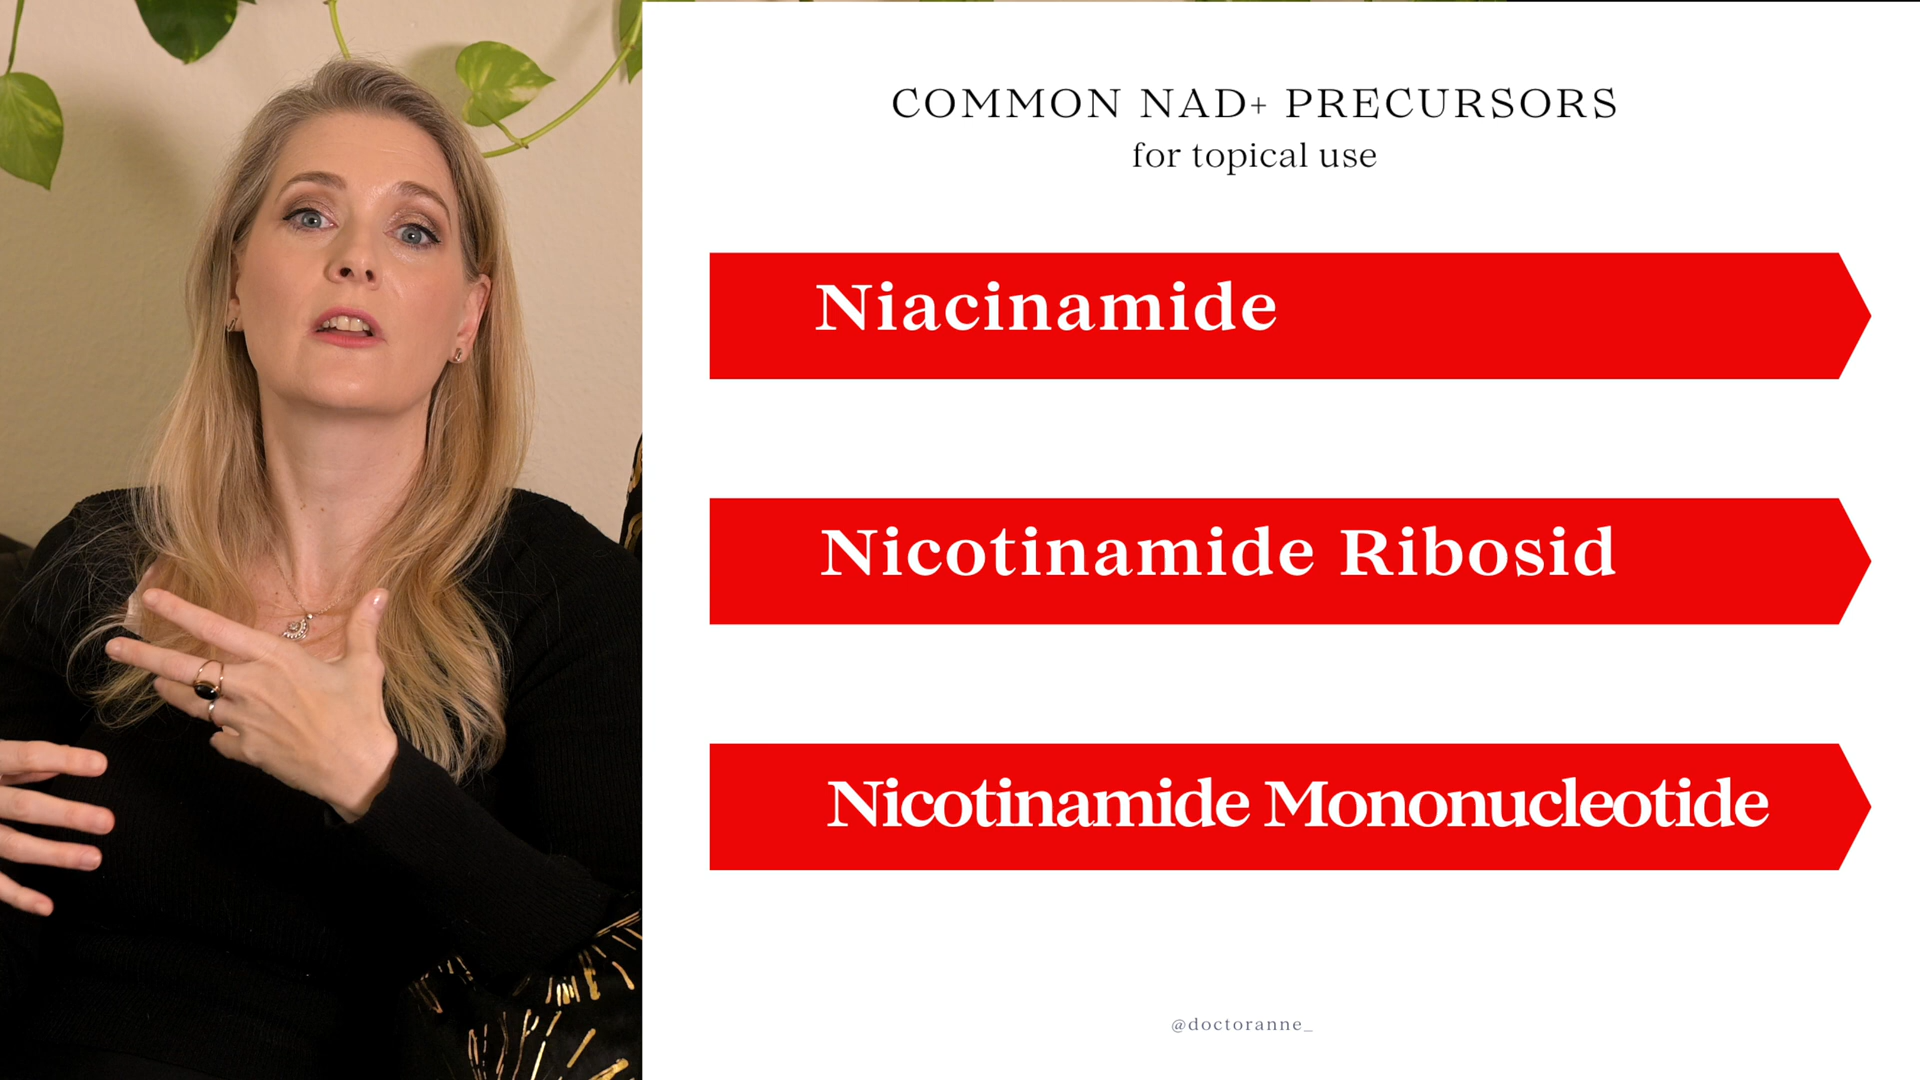 COMMON NAD+ PRECURSORS
for topical use
Niacinamide
Nicotinamide Ribosid
Nicotinamide Mononucleotide
@doctoranne_